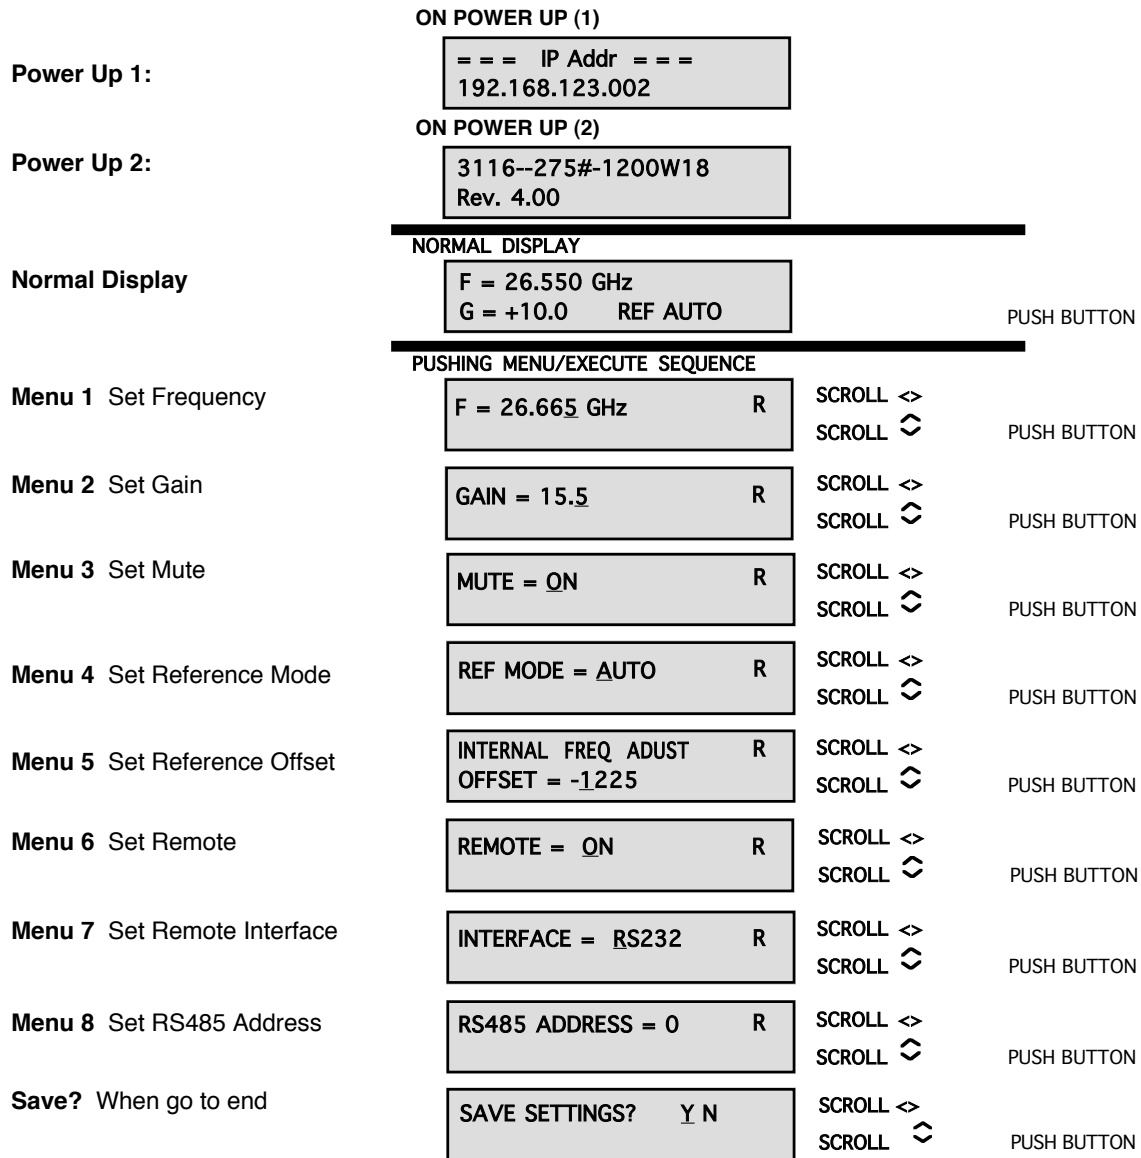 ON POWER UP (1)
Power Up 1:
= = = IP Addr = = =
192.168.123.002
ON POWER UP (2)
Power Up 2:
3116--275#-1200W18
Rev. 4.00
NORMAL DISPLAY
Normal Display
F = 26.550 GHz
G = +10.0 REF AUTO
PUSH BUTTON
PUSHING MENU/EXECUTE SEQUENCE
Menu 1 Set Frequency
F = 26.665 GHz R
SCROLL <>
SCROLL
PUSH BUTTON
Menu 2 Set Gain
GAIN = 15.5 R
SCROLL <>
SCROLL
PUSH BUTTON
Menu 3 Set Mute
MUTE = ON R
SCROLL <>
SCROLL
PUSH BUTTON
Menu 4 Set Reference Mode
REF MODE = AUTO R
SCROLL <>
SCROLL
PUSH BUTTON
Menu 5 Set Reference Offset
INTERNAL FREQ ADUST R
OFFSET = -1225
SCROLL <>
SCROLL
PUSH BUTTON
Menu 6 Set Remote
REMOTE = ON R
SCROLL <>
SCROLL
PUSH BUTTON
Menu 7 Set Remote Interface
INTERFACE = RS232 R
SCROLL <>
SCROLL
PUSH BUTTON
Menu 8 Set RS485 Address
RS485 ADDRESS = 0 R
SCROLL <>
SCROLL
PUSH BUTTON
Save? When go to end
SAVE SETTINGS? Y N
SCROLL <>
SCROLL
PUSH BUTTON